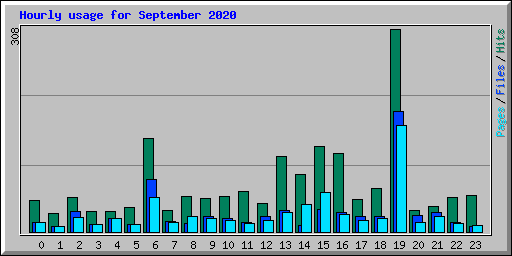 Hourly usage for September 2020
308
Pages / Files / Hits
0 1 2 3 4 5 6 7 8 9 10 11 12 13 14 15 16 17 18 19 20 21 22 23